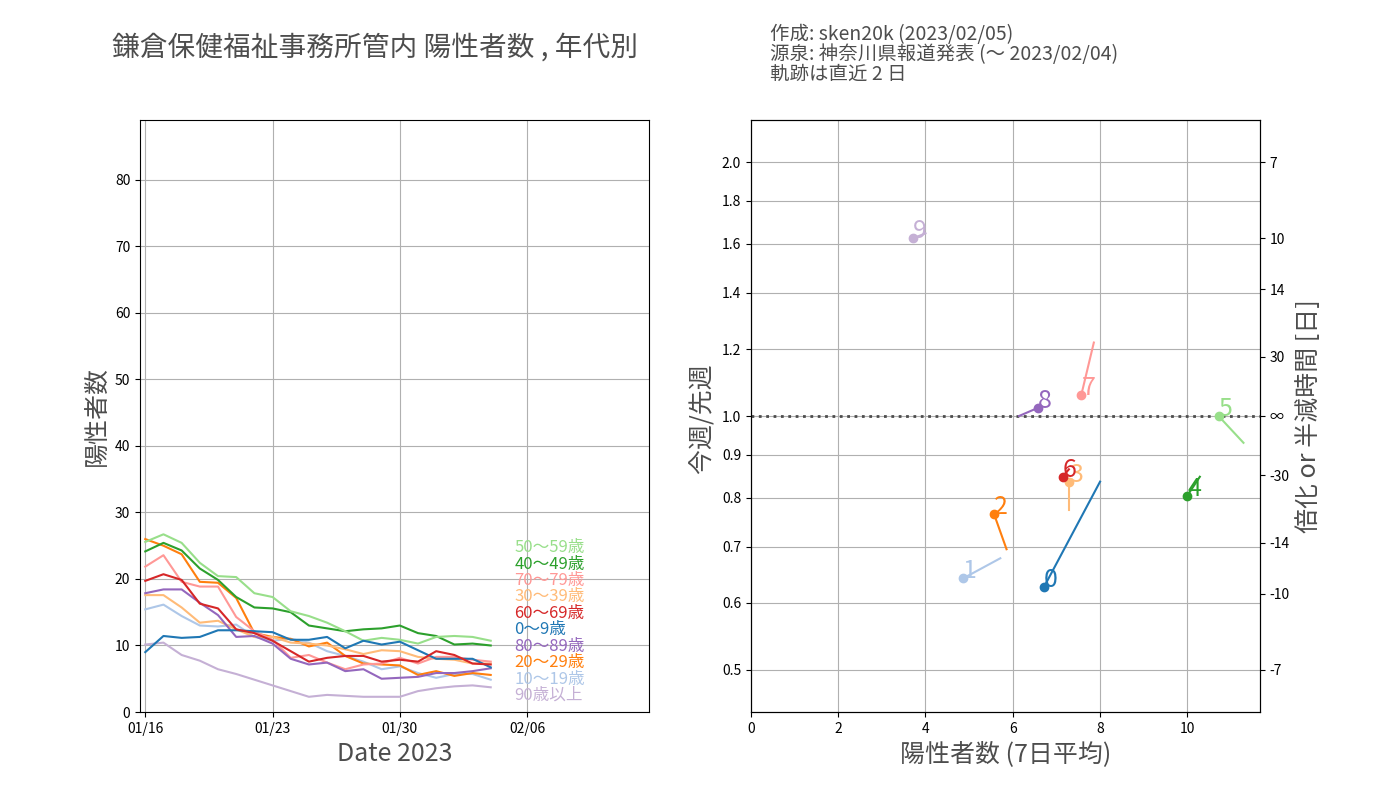 鎌倉保健福祉事務所管内 陽性者数 , 年代別
作成: sken20k (2023/02/05)
源泉: 神奈川県報道発表 (～ 2023/02/04)
軌跡は直近 2 日
陽性者数
80
70
60
50
40
30
20
10
0
01/16
01/23
01/30
02/06
Date 2023
50～59歳
40～49歳
70～79歳
30～39歳
60～69歳
0～9歳
80～89歳
20～29歳
10～19歳
90歳以上
今週/先週
2.0
1.8
1.6
1.4
1.2
1.0
0.9
0.8
0.7
0.6
0.5
9
7
8
5
6
3
4
2
1
0
0
2
4
6
8
10
陽性者数 (7日平均)
7
10
14
30
∞
-30
-14
-10
-7
倍化 or 半減時間 [日]